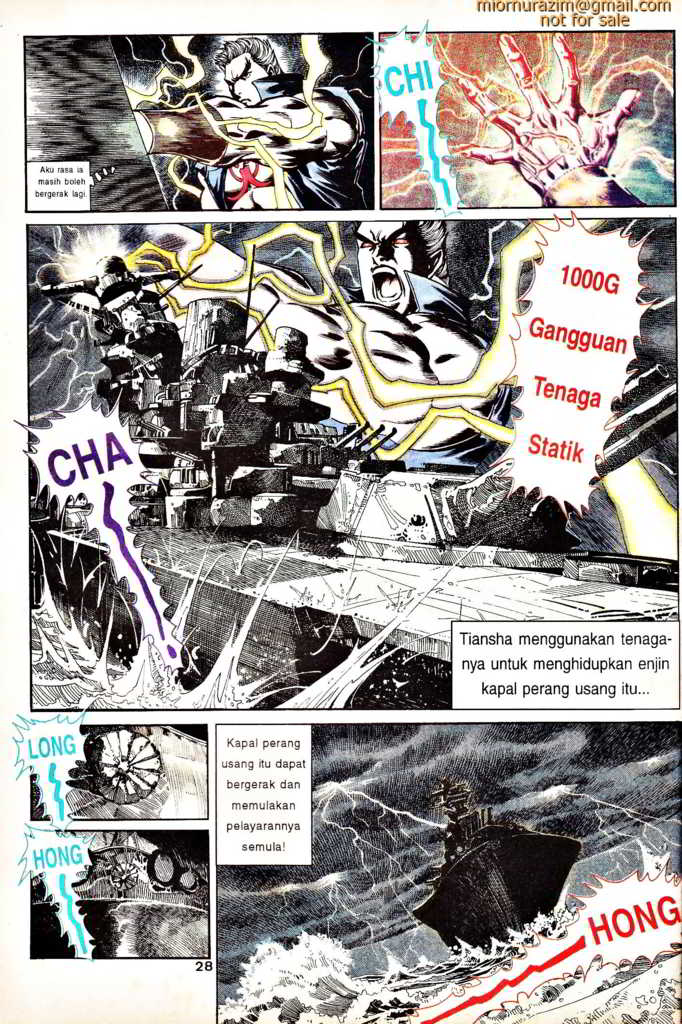 miornurazim@gmail.com
not for sale
Aku rasa ia
masih boleh
bergerak lagi.
CHI
1000G
Gangguan
Tenaga
Statik
CHA
Tiansha menggunakan tenaga-
nya untuk menghidupkan enjin
kapal perang usang itu...
LONG
HONG
Kapal perang
usang itu dapat
bergerak dan
memulakan
pelayarannya
semula!
HONG
28